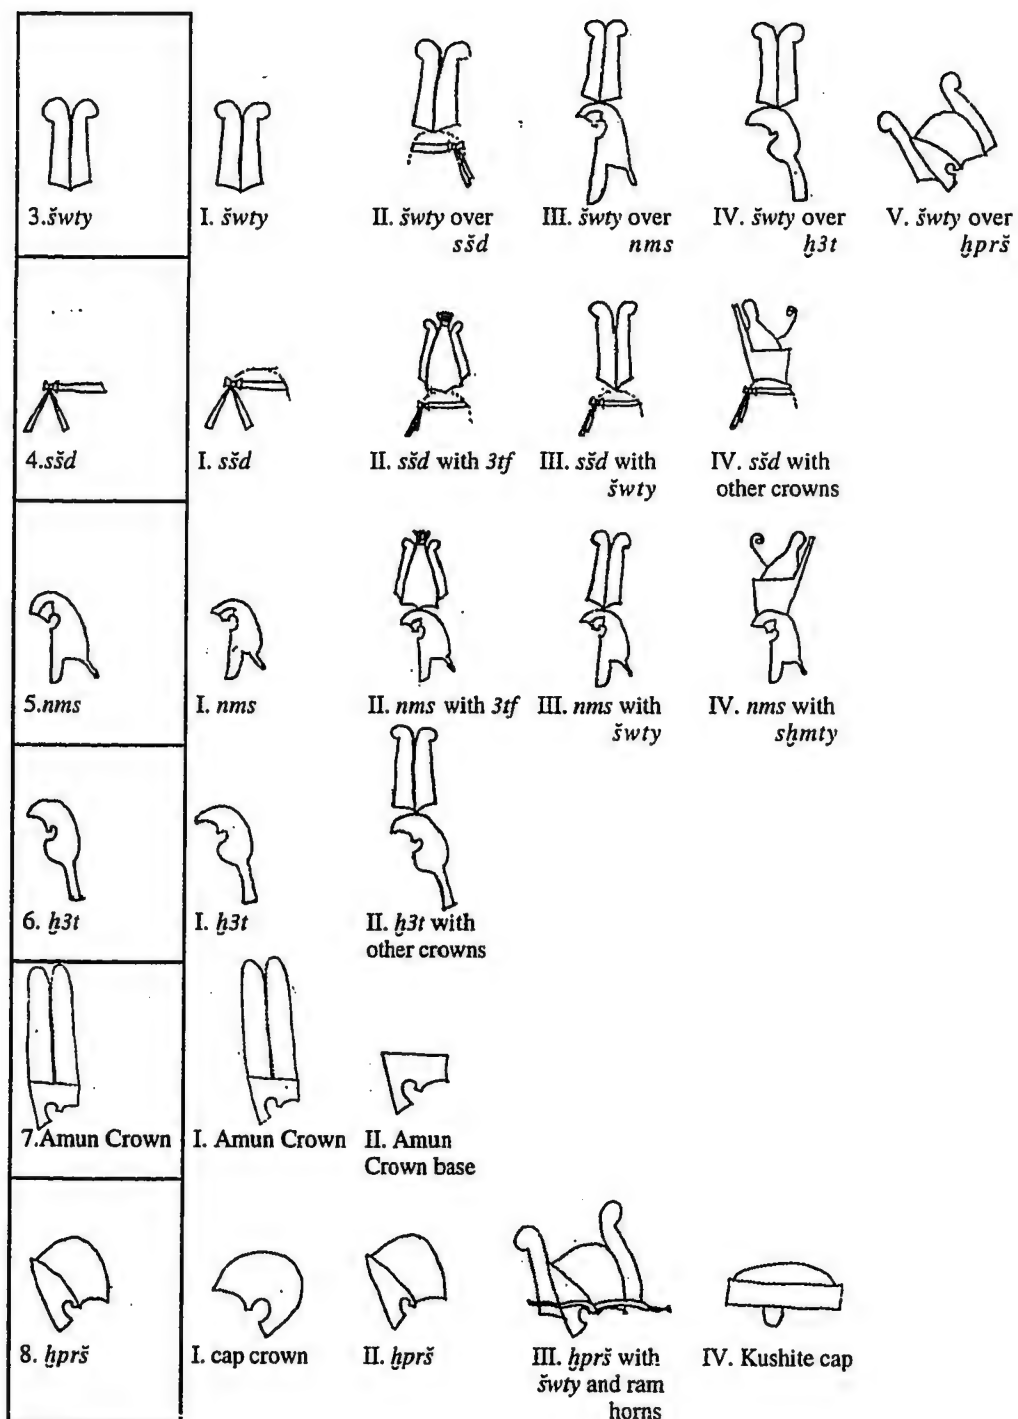 3.šwty
I. šwty
II. šwty over
sšd
III. šwty over
nms
IV. šwty over
ẖ3t
V. šwty over
ḫprš
4.sšd
I. sšd
II. sšd with 3tf
III. sšd with
šwty
IV. sšd with
other crowns
5.nms
I. nms
II. nms with 3tf
III. nms with
šwty
IV. nms with
sḫmty
6. ẖ3t
I. ẖ3t
II. ẖ3t with
other crowns
7.Amun Crown
I. Amun Crown
II. Amun
Crown base
8. ḫprš
I. cap crown
II. ḫprš
III. ḫprš with
šwty and ram
horns
IV. Kushite cap